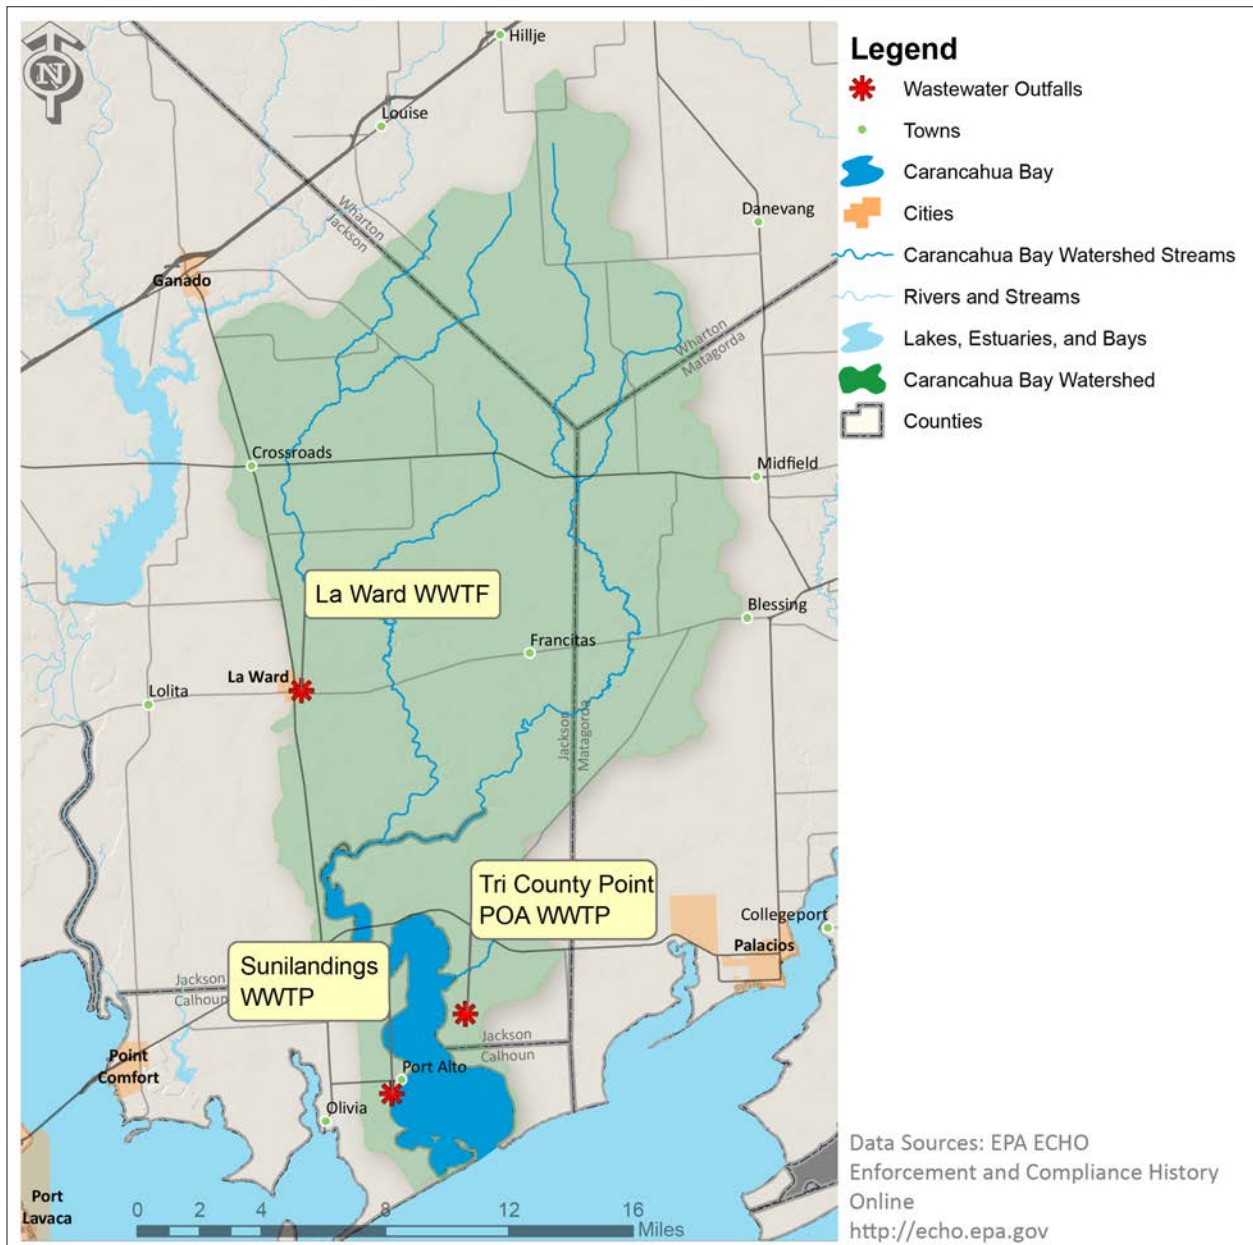 N
Hillje
Louise
Wharton
Jackson
Danevang
Ganado
Wharton
Matagorda
Crossroads
Midfield
La Ward WWTF
Blessing
Francitas
La Ward
Lolita
Jackson
Matagorda
Tri County Point
POA WWTP
Collegeport
Palacios
Sunilandings
WWTP
Jackson
Calhoun
Jackson
Calhoun
Point
Comfort
Port Alto
Olivia
Port
Lavaca
0 2 4 8 12 16
Miles
Legend
Wastewater Outfalls
Towns
Carancahua Bay
Cities
Carancahua Bay Watershed Streams
Rivers and Streams
Lakes, Estuaries, and Bays
Carancahua Bay Watershed
Counties
Data Sources: EPA ECHO
Enforcement and Compliance History
Online
http://echo.epa.gov